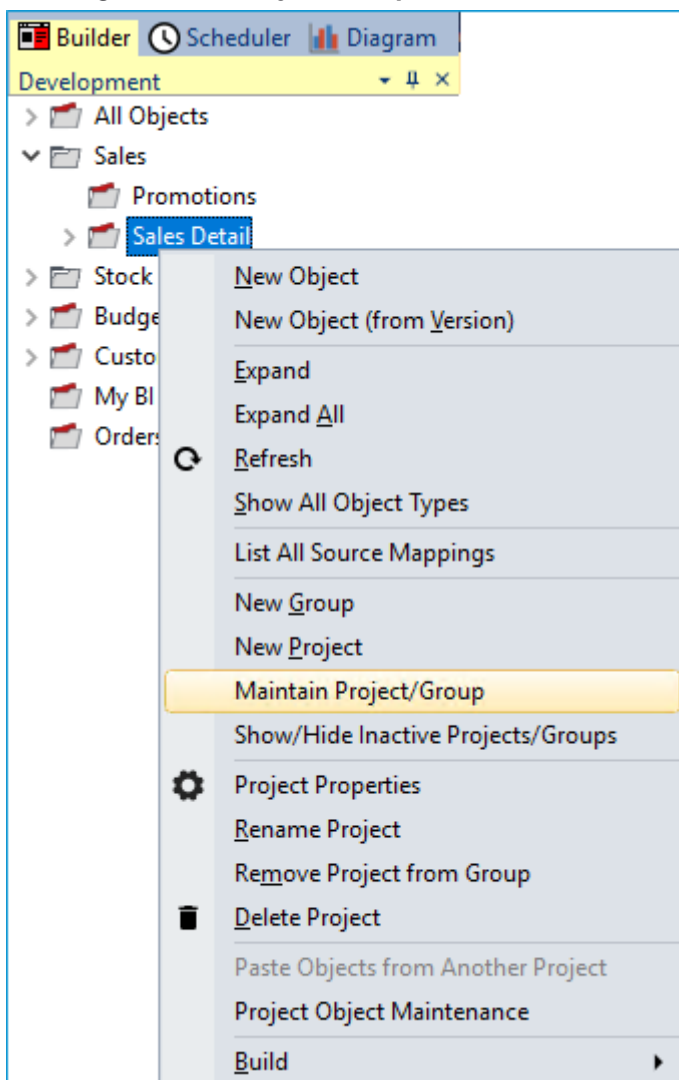 Builder Scheduler Diagram
Development
All Objects
Sales
Promotions
Sales Detail
Stock
Budge
Custo
My BI
Orders
New Object
New Object (from Version)
Expand
Expand All
Refresh
Show All Object Types
List All Source Mappings
New Group
New Project
Maintain Project/Group
Show/Hide Inactive Projects/Groups
Project Properties
Rename Project
Remove Project from Group
Delete Project
Paste Objects from Another Project
Project Object Maintenance
Build